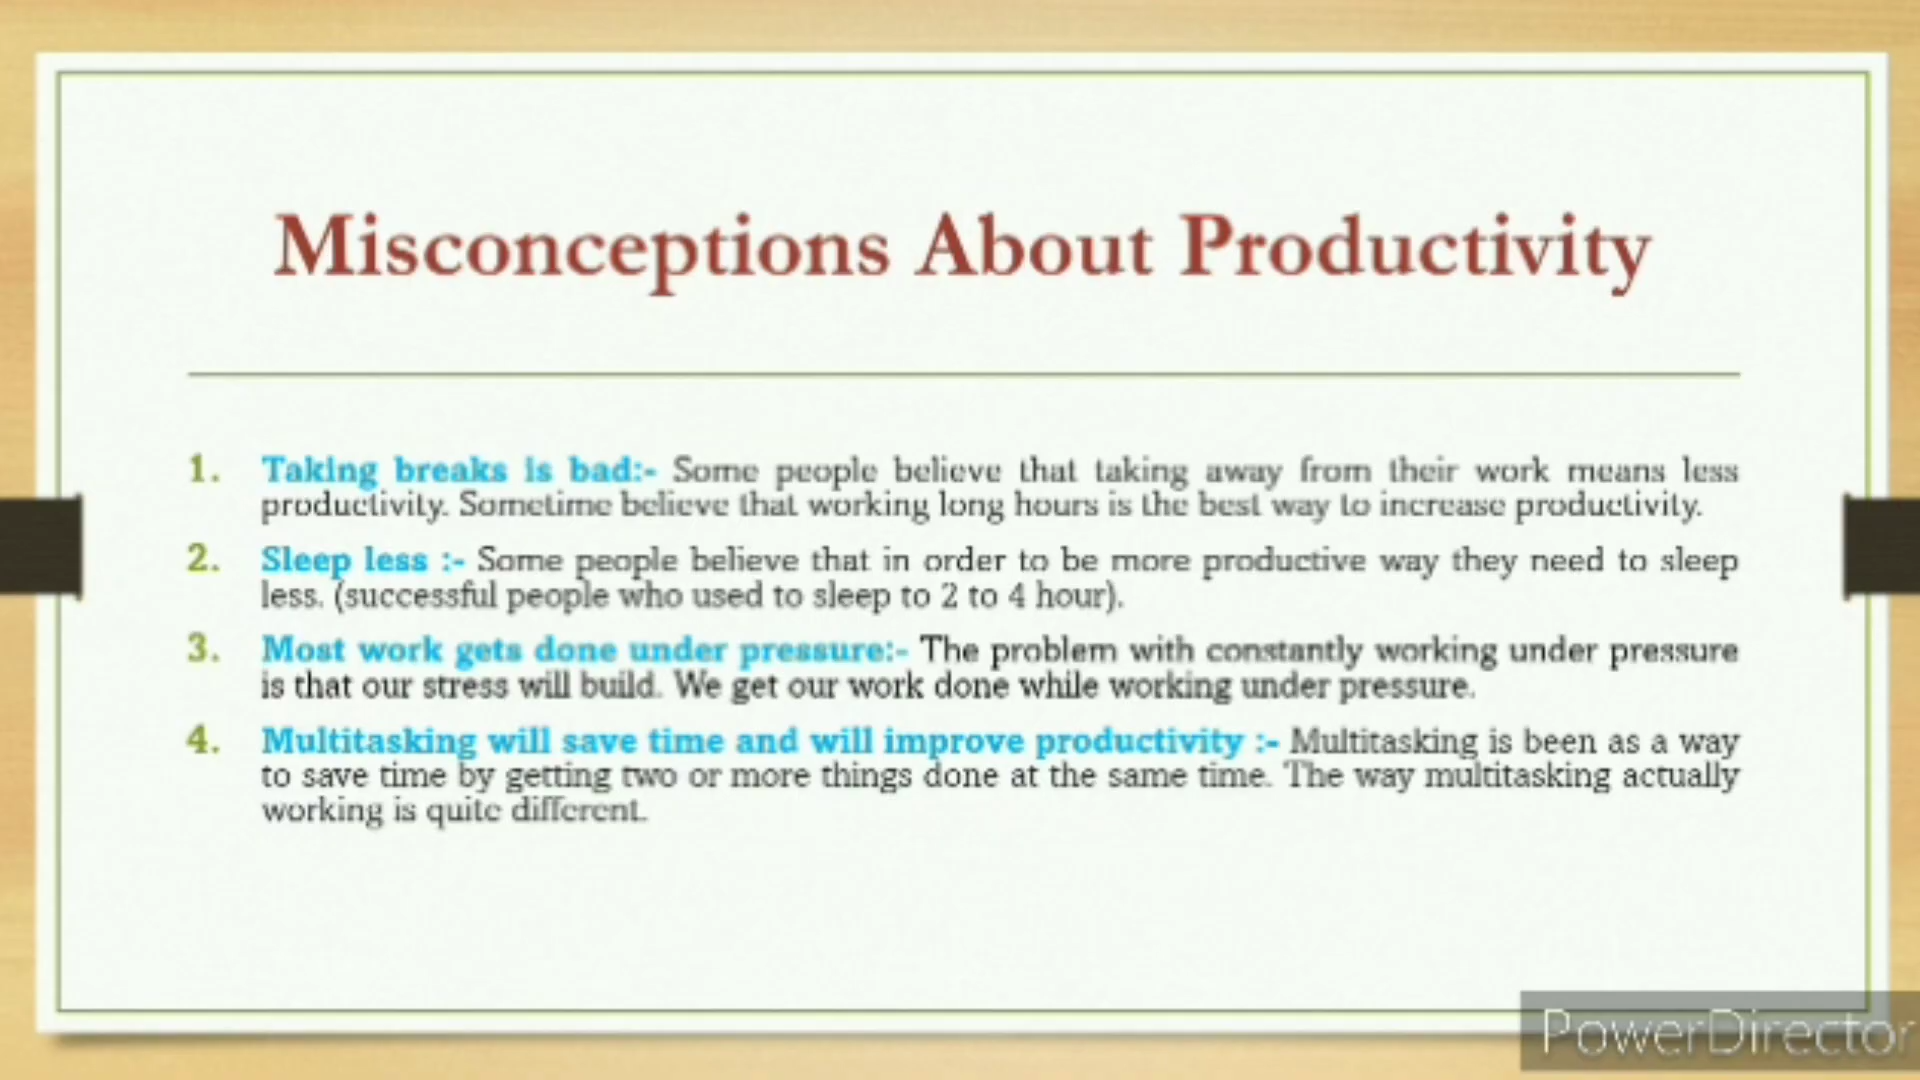 Misconceptions About Productivity
1. Taking breaks is bad:- Some people believe that taking away from their work means less
productivity. Sometime believe that working long hours is the best way to increase productivity.
2. Sleep less :- Some people believe that in order to be more productive way they need to sleep
less. (successful people who used to sleep to 2 to 4 hour).
3. Most work gets done under pressure:- The problem with constantly working under pressure
is that our stress will build. We get our work done while working under pressure.
4. Multitasking will save time and will improve productivity :- Multitasking is been as a way
to save time by getting two or more things done at the same time. The way multitasking actually
working is quite different.
PowerDirector